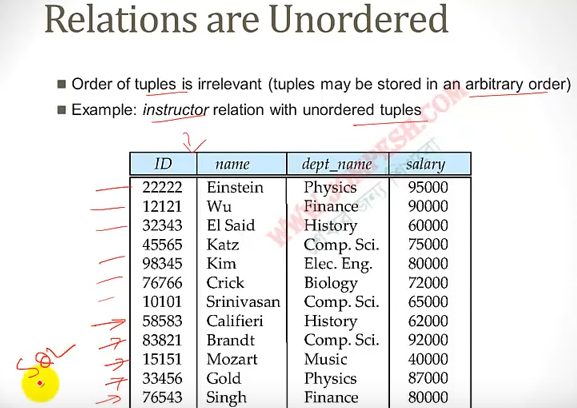 Relations are Unordered
■ Order of tuples is irrelevant (tuples may be stored in an arbitrary order)
■ Example: instructor relation with unordered tuples
ID name dept_name salary
22222 Einstein Physics 95000
12121 Wu Finance 90000
32343 El Said History 60000
45565 Katz Comp. Sci. 75000
98345 Kim Elec. Eng. 80000
76766 Crick Biology 72000
10101 Srinivasan Comp. Sci. 65000
58583 Califieri History 62000
83821 Brandt Comp. Sci. 92000
15151 Mozart Music 40000
33456 Gold Physics 87000
76543 Singh Finance 80000
SQL